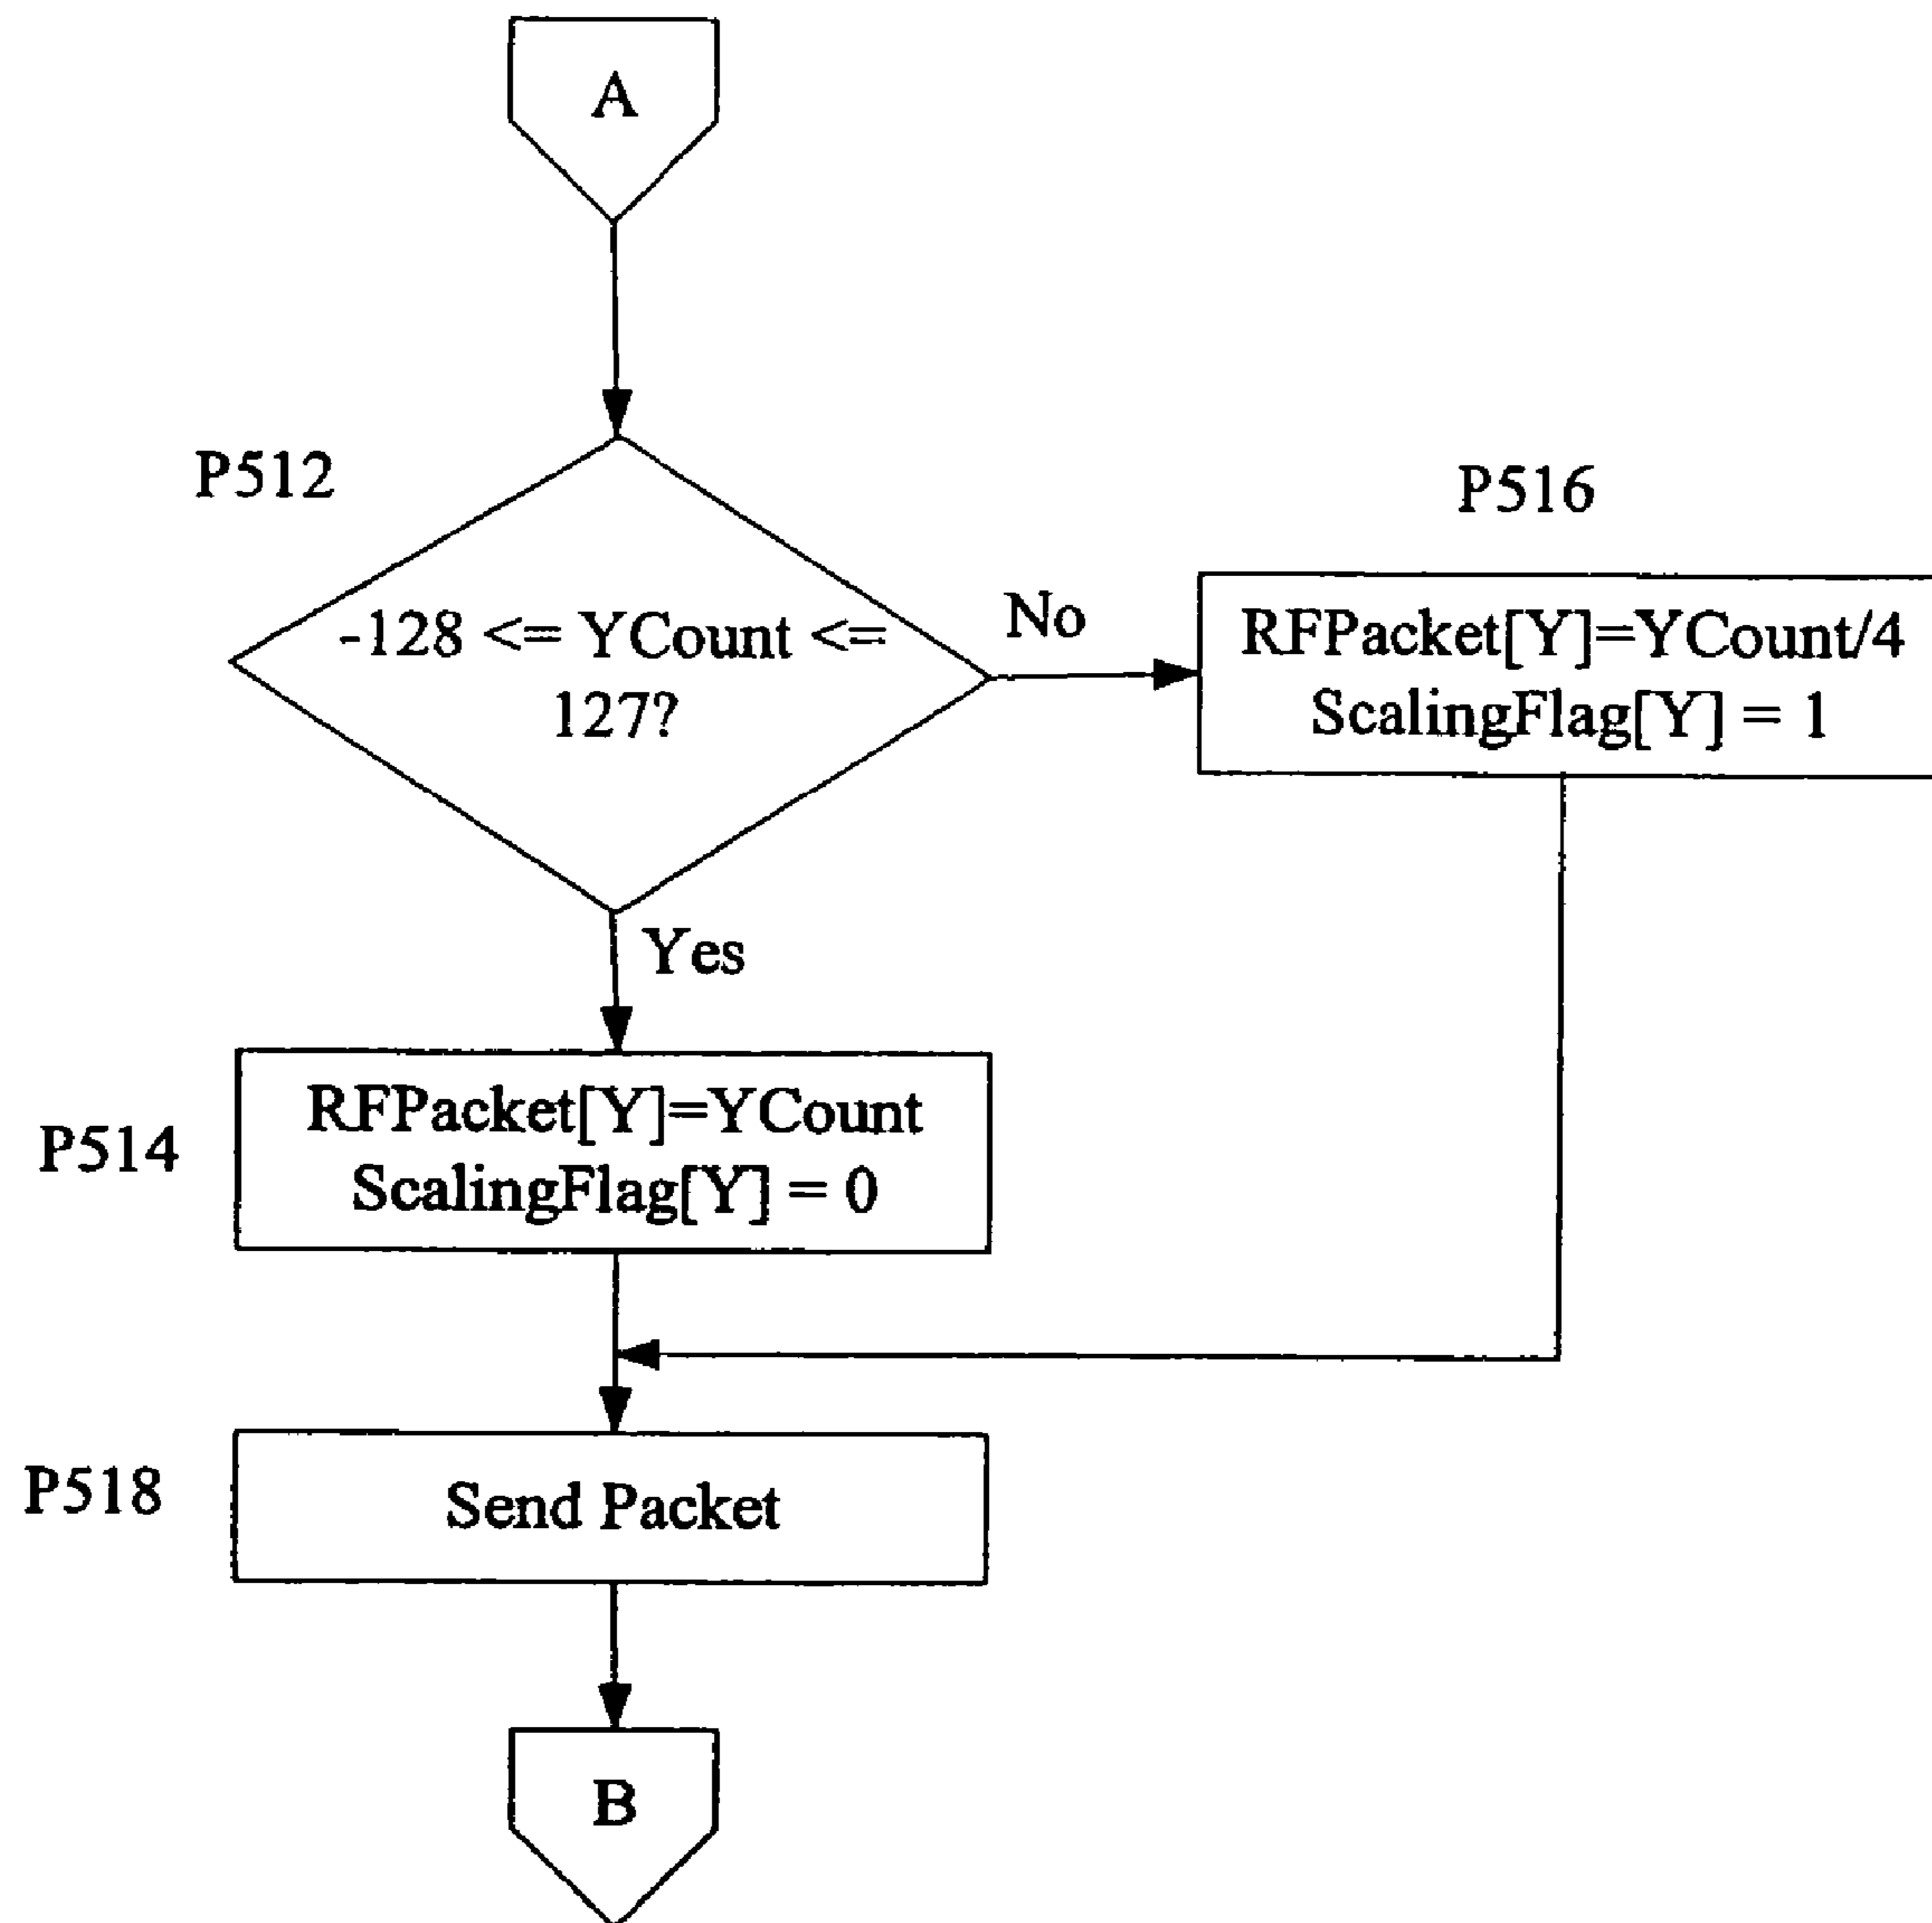 A
P512
-128 <= YCount <=
127?
No
P516
RFPacket[Y]=YCount/4
ScalingFlag[Y] = 1
Yes
P514
RFPacket[Y]=YCount
ScalingFlag[Y] = 0
P518
Send Packet
B